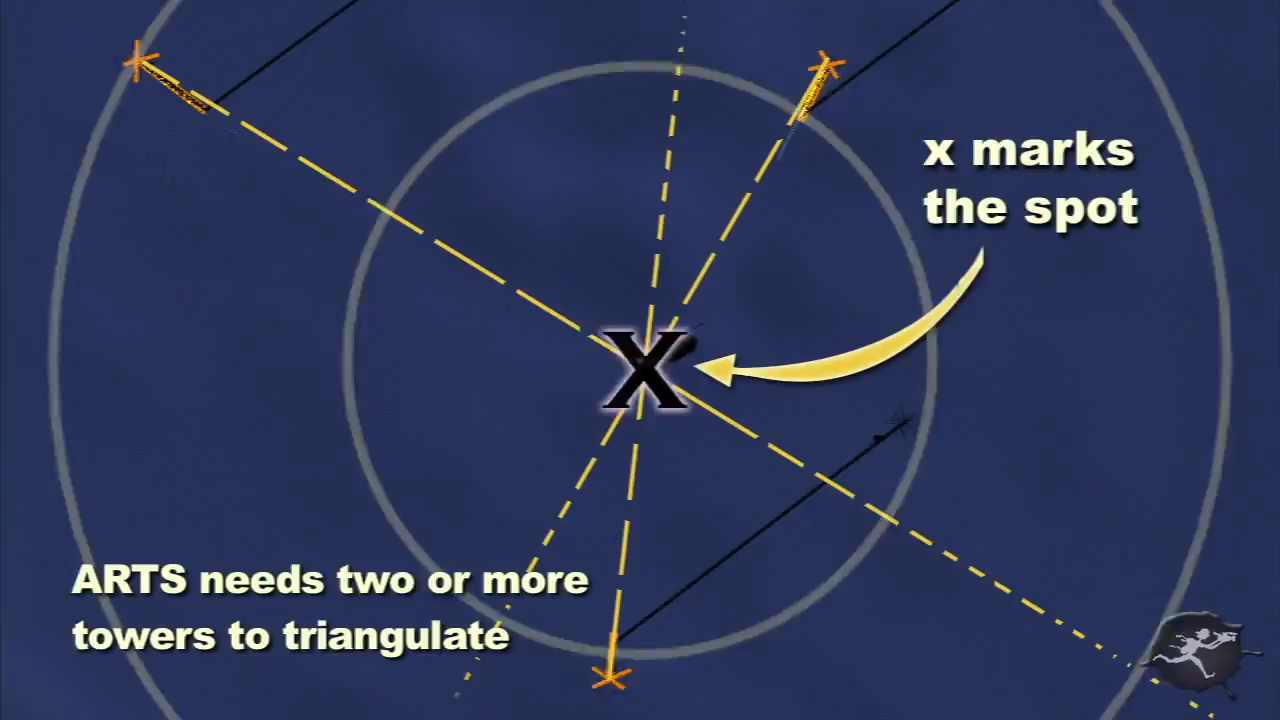 x marks
the spot
X
ARTS needs two or more
towers to triangulate